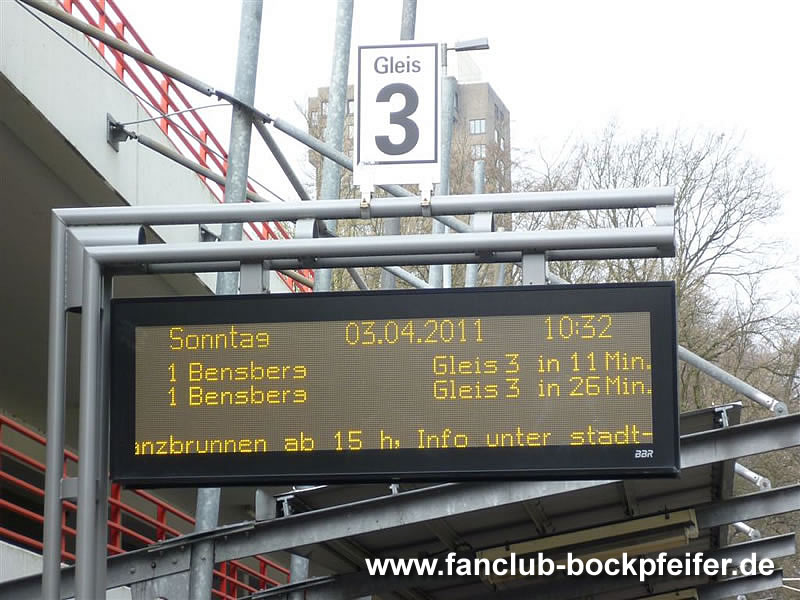 Gleis
3
Sonntag 03.04.2011 10:32
1 Bensberg Gleis 3 in 11 Min.
1 Bensberg Gleis 3 in 26 Min.
anzbrunnen ab 15 h, Info unter stadt-
BBR
www.fanclub-bockpfeifer.de